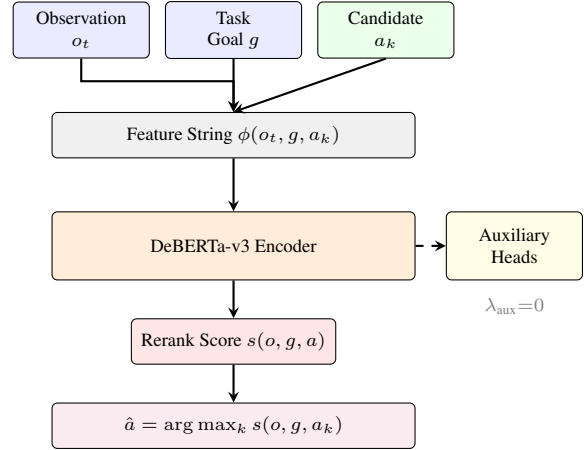 Observation
o_t
Task
Goal g
Candidate
a_k
Feature String ϕ(o_t, g, a_k)
DeBERTa-v3 Encoder
Auxiliary
Heads
λ_aux=0
Rerank Score s(o, g, a)
â = arg max_k s(o, g, a_k)